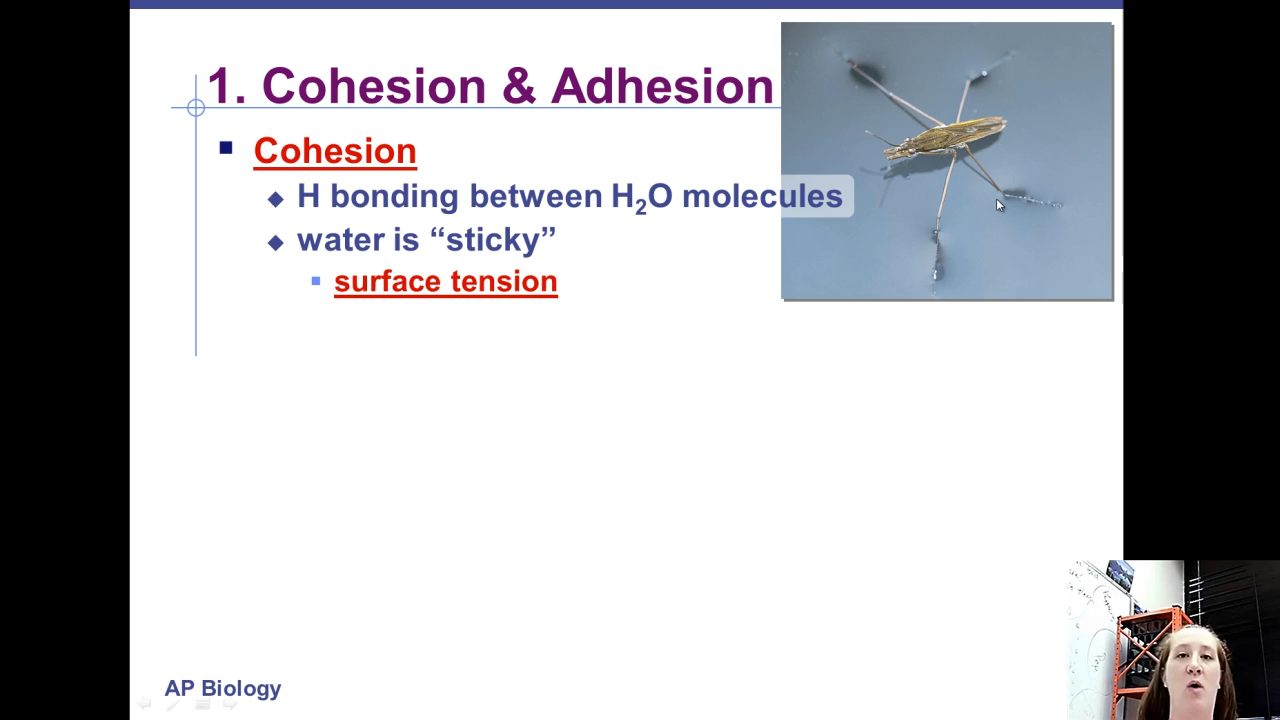 1. Cohesion & Adhesion
Cohesion
H bonding between H₂O molecules
water is “sticky”
surface tension
AP Biology